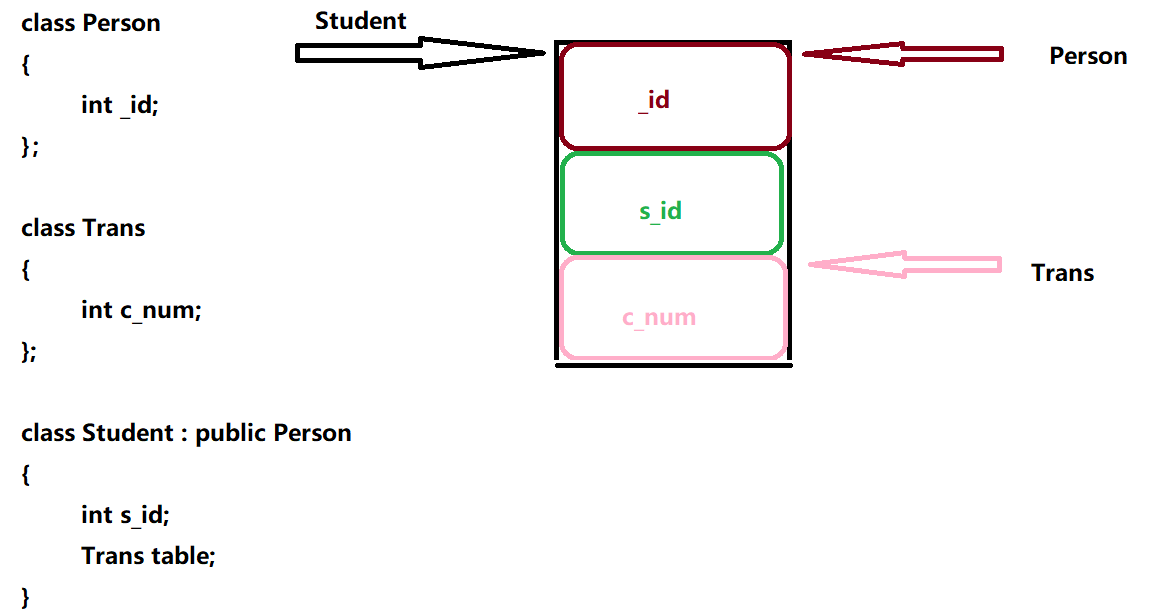 class Person
{
int _id;
};
class Trans
{
int c_num;
};
class Student : public Person
{
int s_id;
Trans table;
}
Student
_id
s_id
c_num
Person
Trans